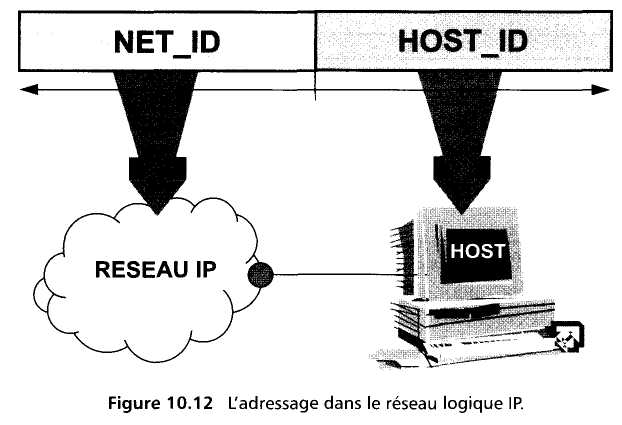 NET_ID HOST_ID
RESEAU IP
HOST
Figure 10.12 L'adressage dans le réseau logique IP.